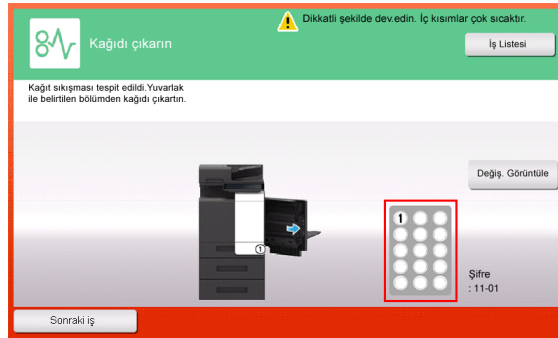 Dikkatli şekilde dev.edin. İç kısımlar çok sıcaktır.
Kağıdı çıkarın
İş Listesi
Kağıt sıkışması tespit edildi.Yuvarlak
ile belirtilen bölümden kağıdı çıkartın.
Değiş. Görüntüle
1
1
Şifre
: 11-01
Sonraki iş